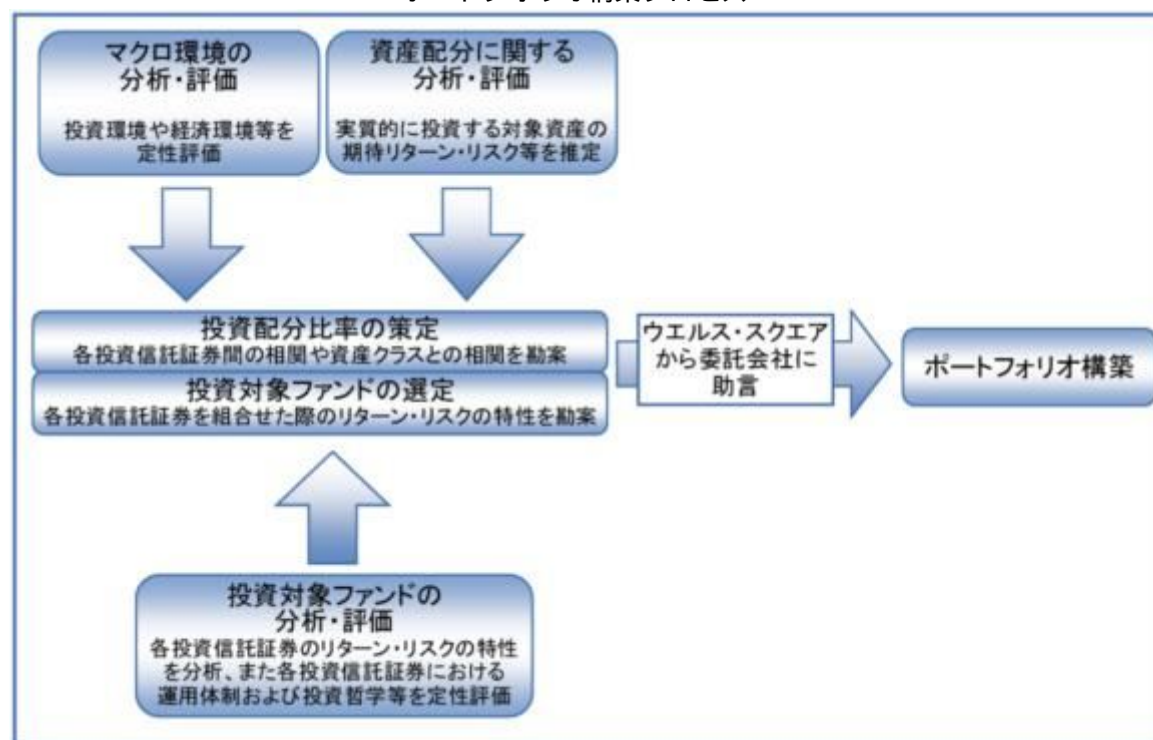 マクロ環境の
分析・評価
投資環境や経済環境等を
定性評価
資産配分に関する
分析・評価
実質的に投資する対象資産の
期待リターン・リスク等を推定
投資配分比率の策定
各投資信託証券間の相関や資産クラスとの相関を勘案
投資対象ファンドの選定
各投資信託証券を組合せた際のリターン・リスクの特性を勘案
ウエルス・スクエア
から委託会社に
助言
ポートフォリオ構築
投資対象ファンドの
分析・評価
各投資信託証券のリターン・リスクの特性
を分析、また各投資信託証券における
運用体制および投資哲学等を定性評価